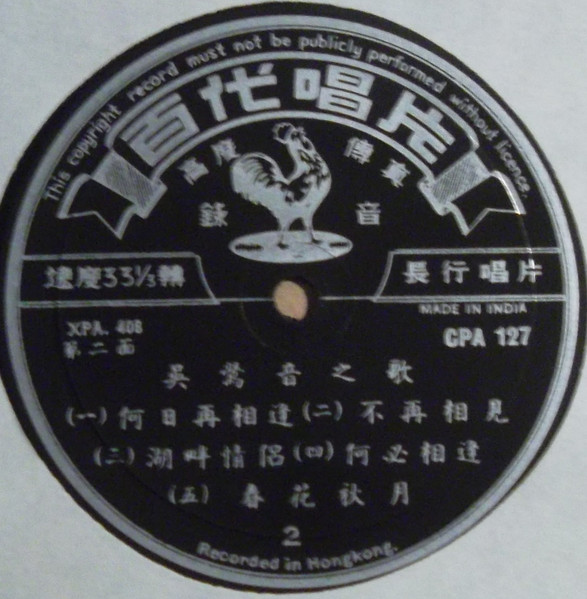 This copyright record must not be publicly performed without licence.
百代唱片
高度 傳真
錄 音
速度33⅓轉
長行唱片
MADE IN INDIA
XPA. 408
CPA 127
第二面
吳鶯音之歌
(一) 何日再相逢 (二) 不再相見
(三) 湖畔情侶 (四) 何必相逢
(五) 春花秋月
2
Recorded in Hongkong.